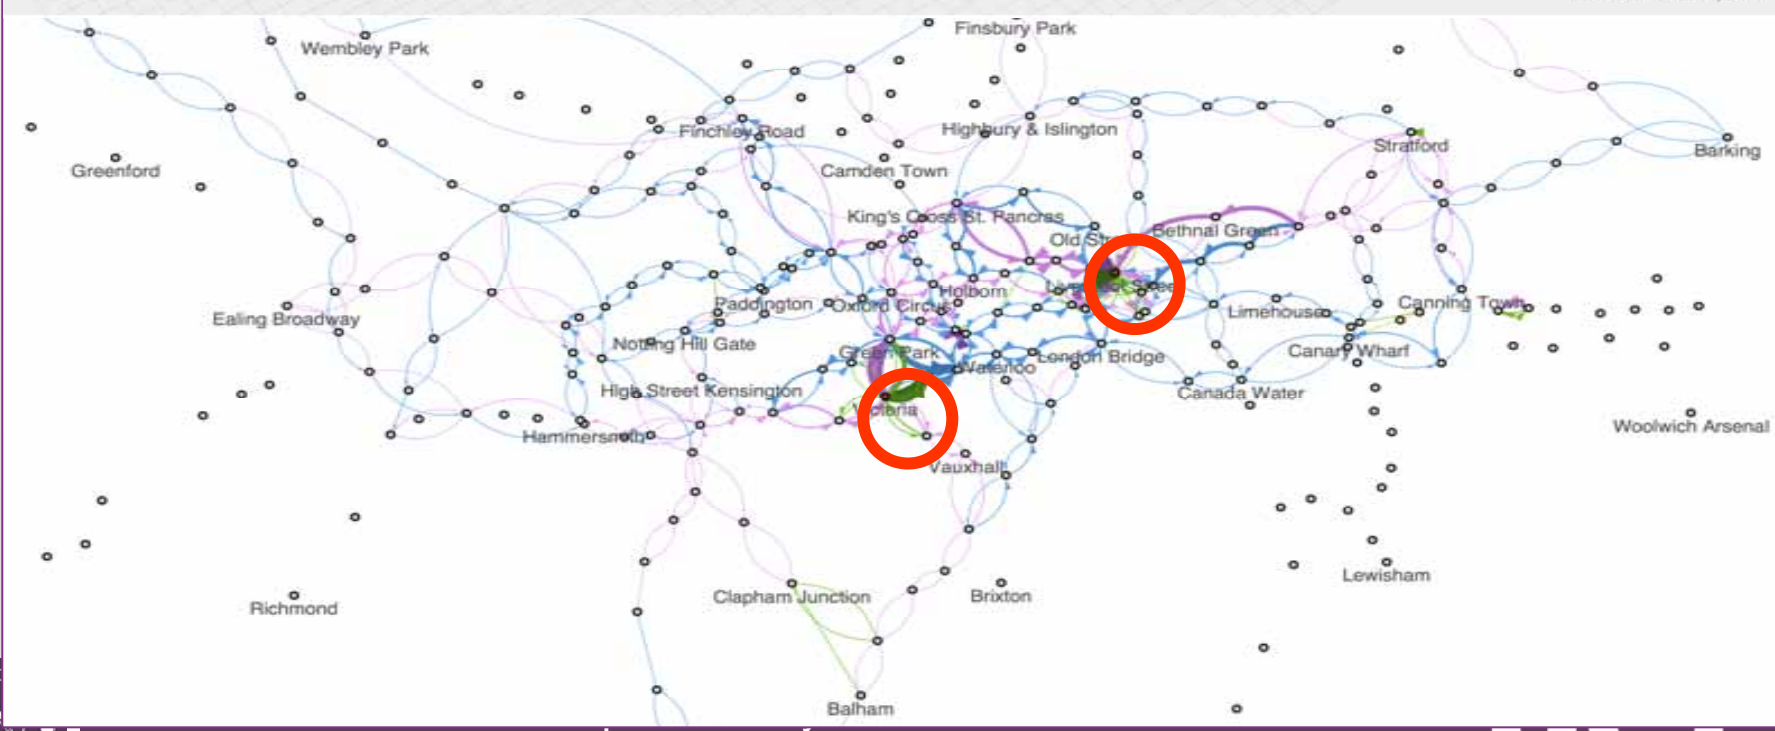 Finsbury Park
Wembley Park
Finchley Road
Highbury & Islington
Stratford
Barking
Greenford
Camden Town
King's Cross St. Pancras
Bethnal Green
Old
Holborn
Paddington
Oxford Circus
Limehouse
Canning Town
Ealing Broadway
Notting Hill Gate
Green Park
London Bridge
Canary Wharf
Waterloo
High Street Kensington
Canada Water
Hammersmith
Woolwich Arsenal
Vauxhall
Lewisham
Clapham Junction
Brixton
Richmond
Balham